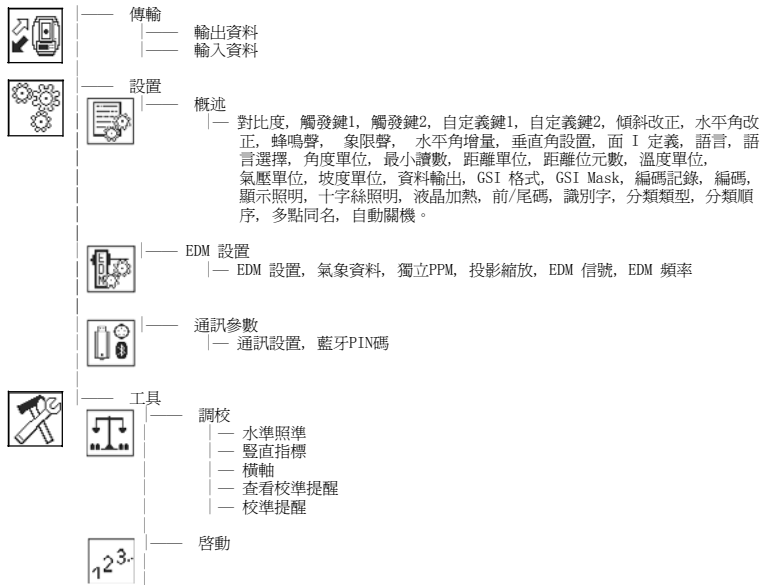 傳輸
輸出資料
輸入資料
設置
概述
對比度, 觸發鍵1, 觸發鍵2, 自定義鍵1, 自定義鍵2, 傾斜改正, 水平角改
正, 蜂鳴聲, 象限聲, 水平角增量, 垂直角設置, 面 I 定義, 語言, 語
言選擇, 角度單位, 最小讀數, 距離單位, 距離位元數, 溫度單位,
氣壓單位, 坡度單位, 資料輸出, GSI 格式, GSI Mask, 編碼記錄, 編碼,
顯示照明, 十字絲照明, 液晶加熱, 前/尾碼, 識別字, 分類類型, 分類順
序, 多點同名, 自動關機。
EDM 設置
EDM 設置, 氣象資料, 獨立PPM, 投影縮放, EDM 信號, EDM 頻率
通訊參數
通訊設置, 藍牙PIN碼
工具
調校
水準照準
豎直指標
橫軸
查看校準提醒
校準提醒
啓動
123.